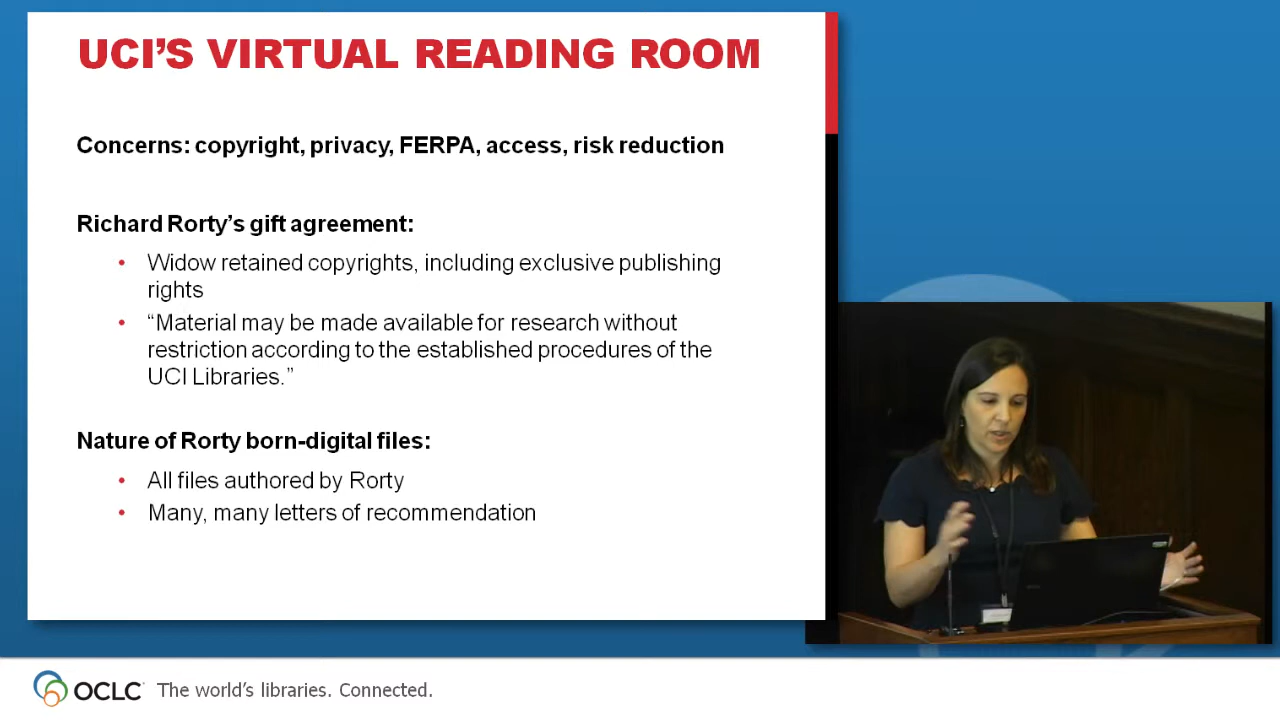 UCI'S VIRTUAL READING ROOM
Concerns: copyright, privacy, FERPA, access, risk reduction
Richard Rorty's gift agreement:
• Widow retained copyrights, including exclusive publishing
rights
• “Material may be made available for research without
restriction according to the established procedures of the
UCI Libraries.”
Nature of Rorty born-digital files:
• All files authored by Rorty
• Many, many letters of recommendation
OCLC The world's libraries. Connected.